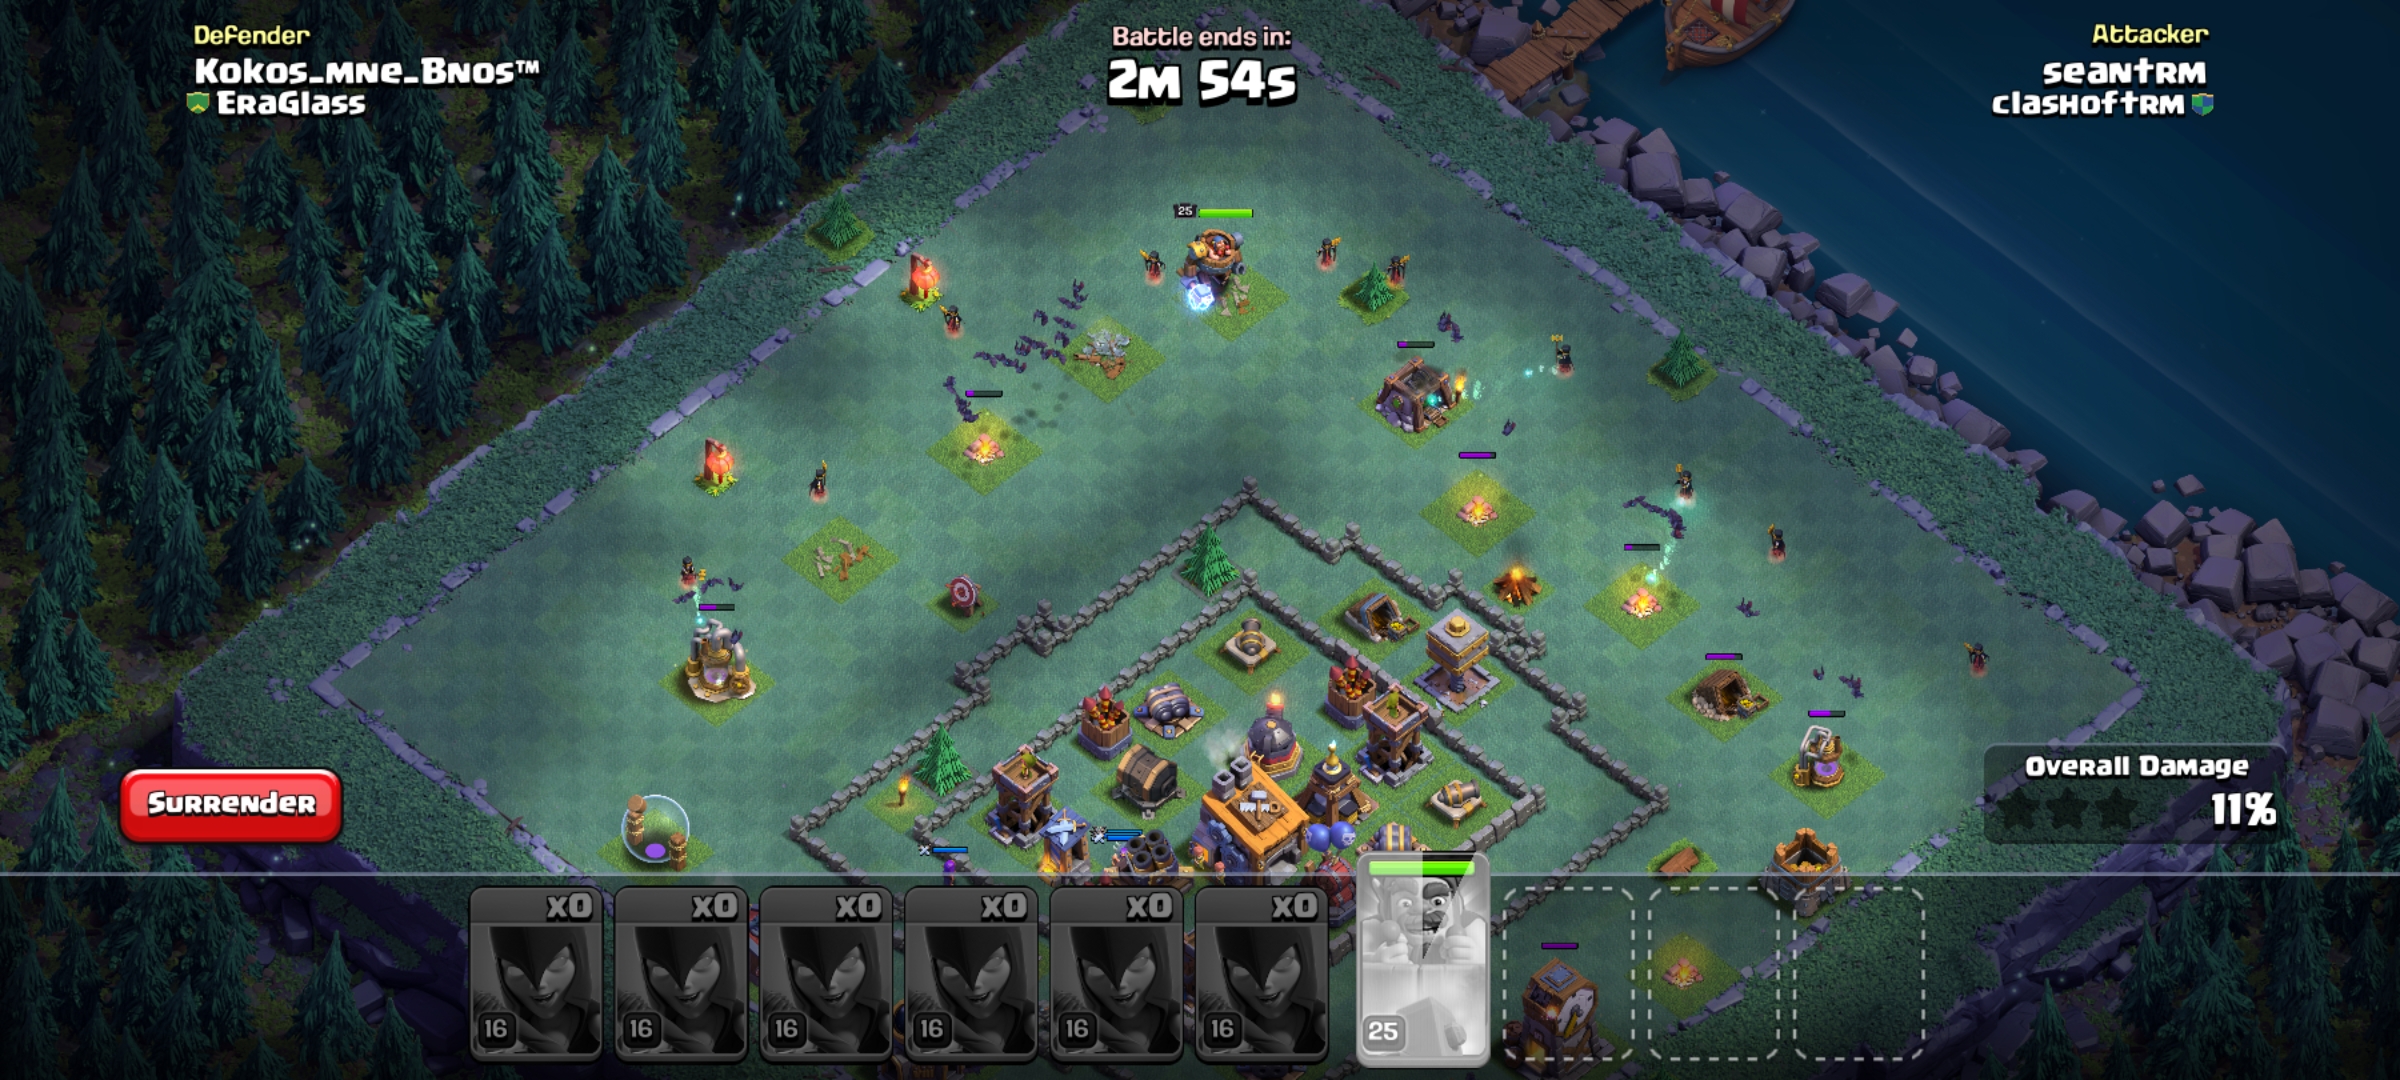 Defender
Kokos_mne_Bnos™
EraGlass
Battle ends in:
2M 54s
Attacker
seantRM
clashoftRM
25
Surrender
Overall Damage
11%
x0
x0
x0
x0
x0
x0
16
16
16
16
16
16
25